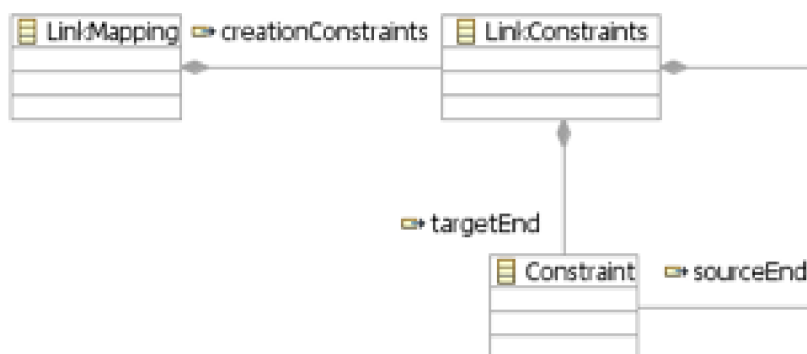 LinkMapping
creationConstraints
LinkConstraints
targetEnd
Constraint
sourceEnd